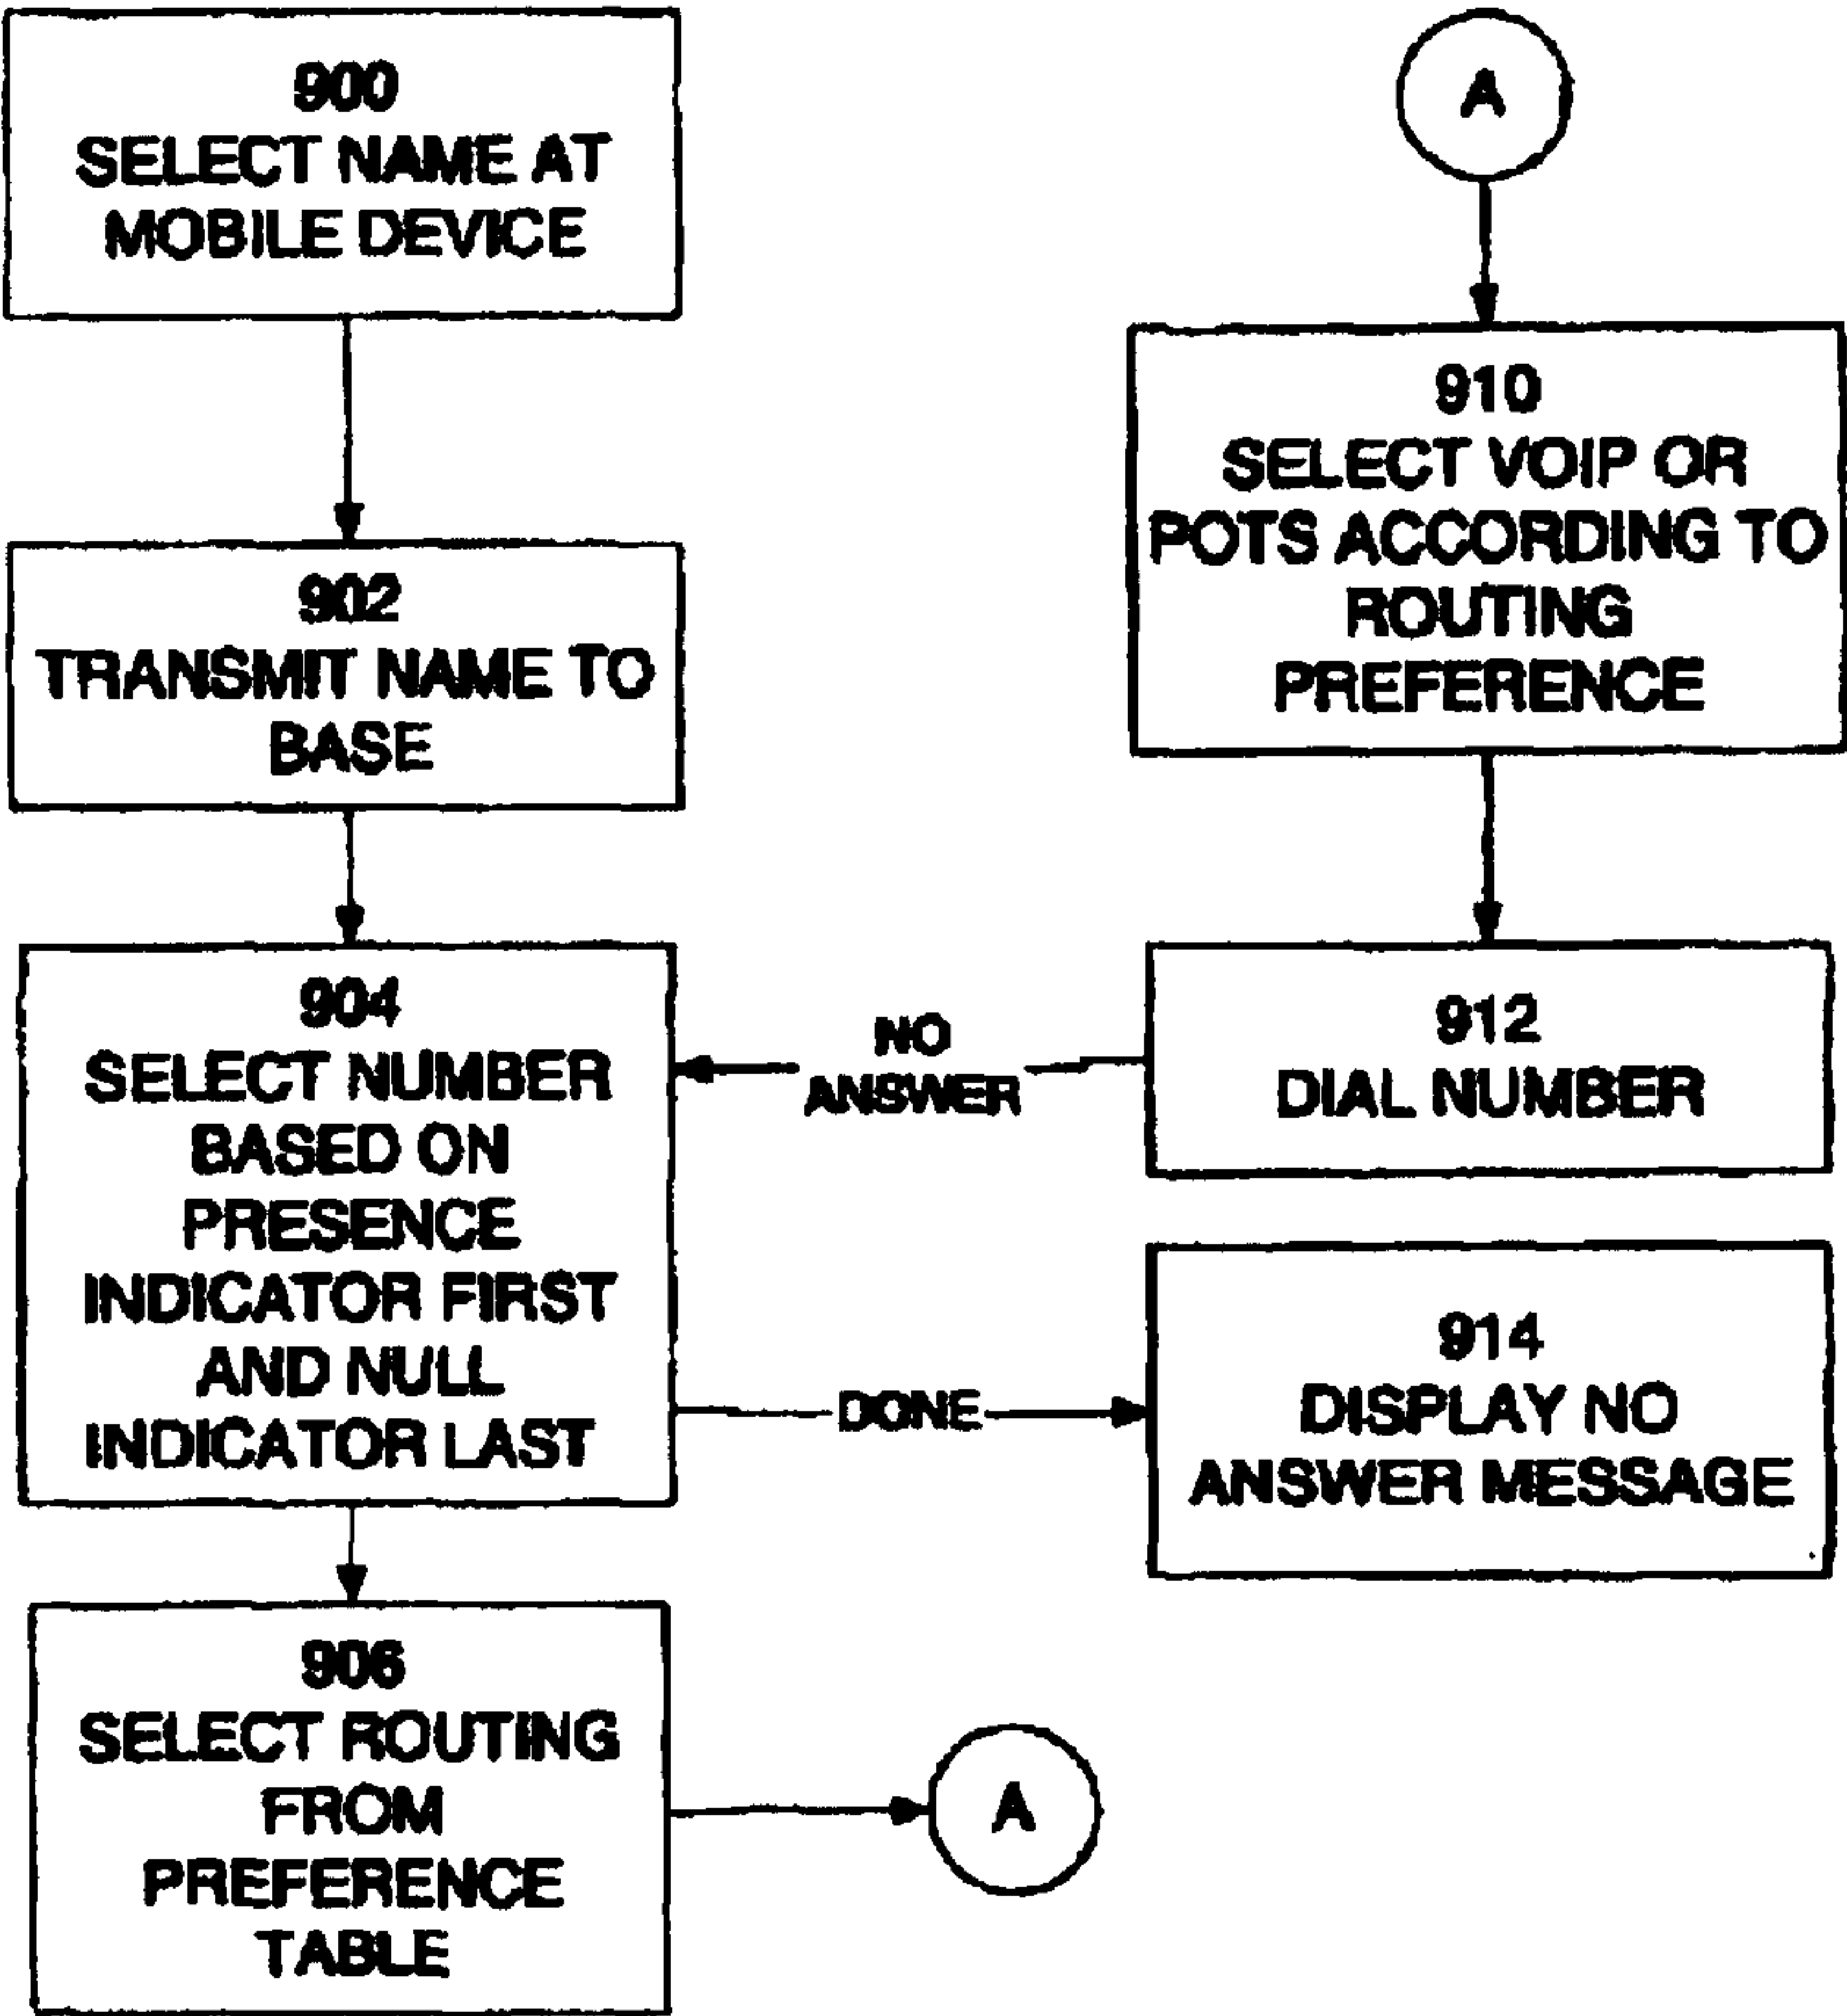 900
SELECT NAME AT
MOBILE DEVICE
902
TRANSMIT NAME TO
BASE
904
SELECT NUMBER
BASED ON
PRESENCE
INDICATOR FIRST
AND NULL
INDICATOR LAST
906
SELECT ROUTING
FROM
PREFERENCE
TABLE
A
A
910
SELECT VOIP OR
POTS ACCORDING TO
ROUTING
PREFERENCE
912
DIAL NUMBER
NO
ANSWER
DONE
914
DISPLAY NO
ANSWER MESSAGE